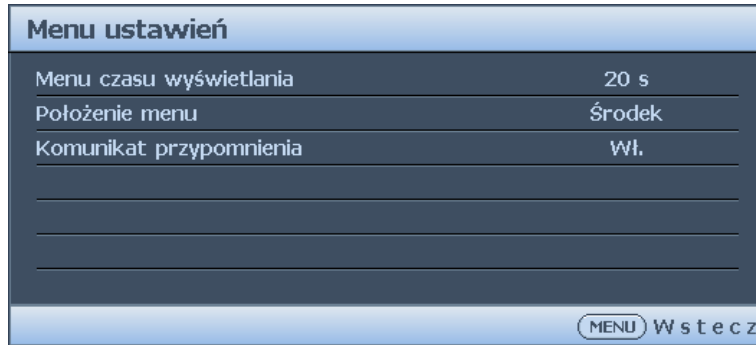 Menu ustawień
Menu czasu wyświetlania 20 s
Położenie menu Środek
Komunikat przypomnienia Wł.
MENU Wstecz